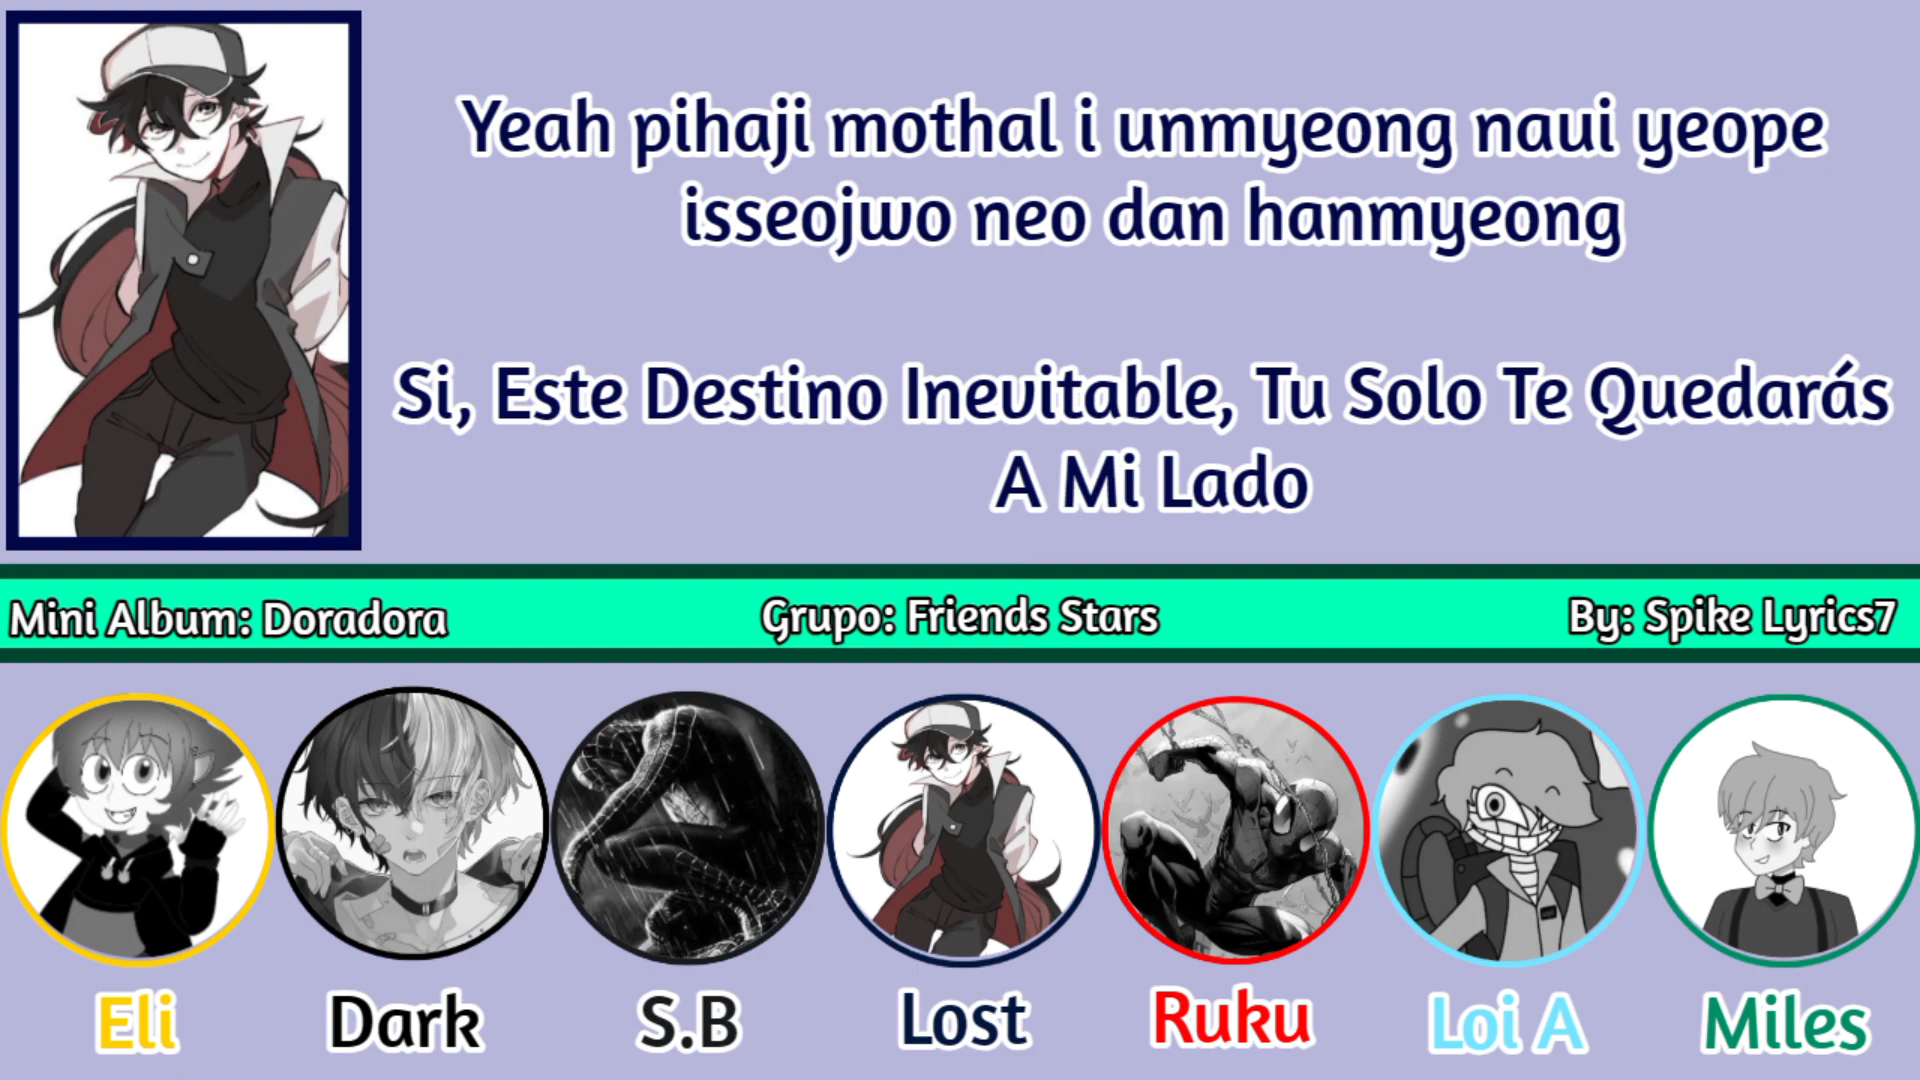 Yeah pihaji mothal i unmyeong naui yeope
isseojwo neo dan hanmyeong
Si, Este Destino Inevitable, Tu Solo Te Quedarás
A Mi Lado
Mini Album: Doradora
Grupo: Friends Stars
By: Spike Lyrics7
Eli
Dark
S.B
Lost
Ruku
Loi A
Miles